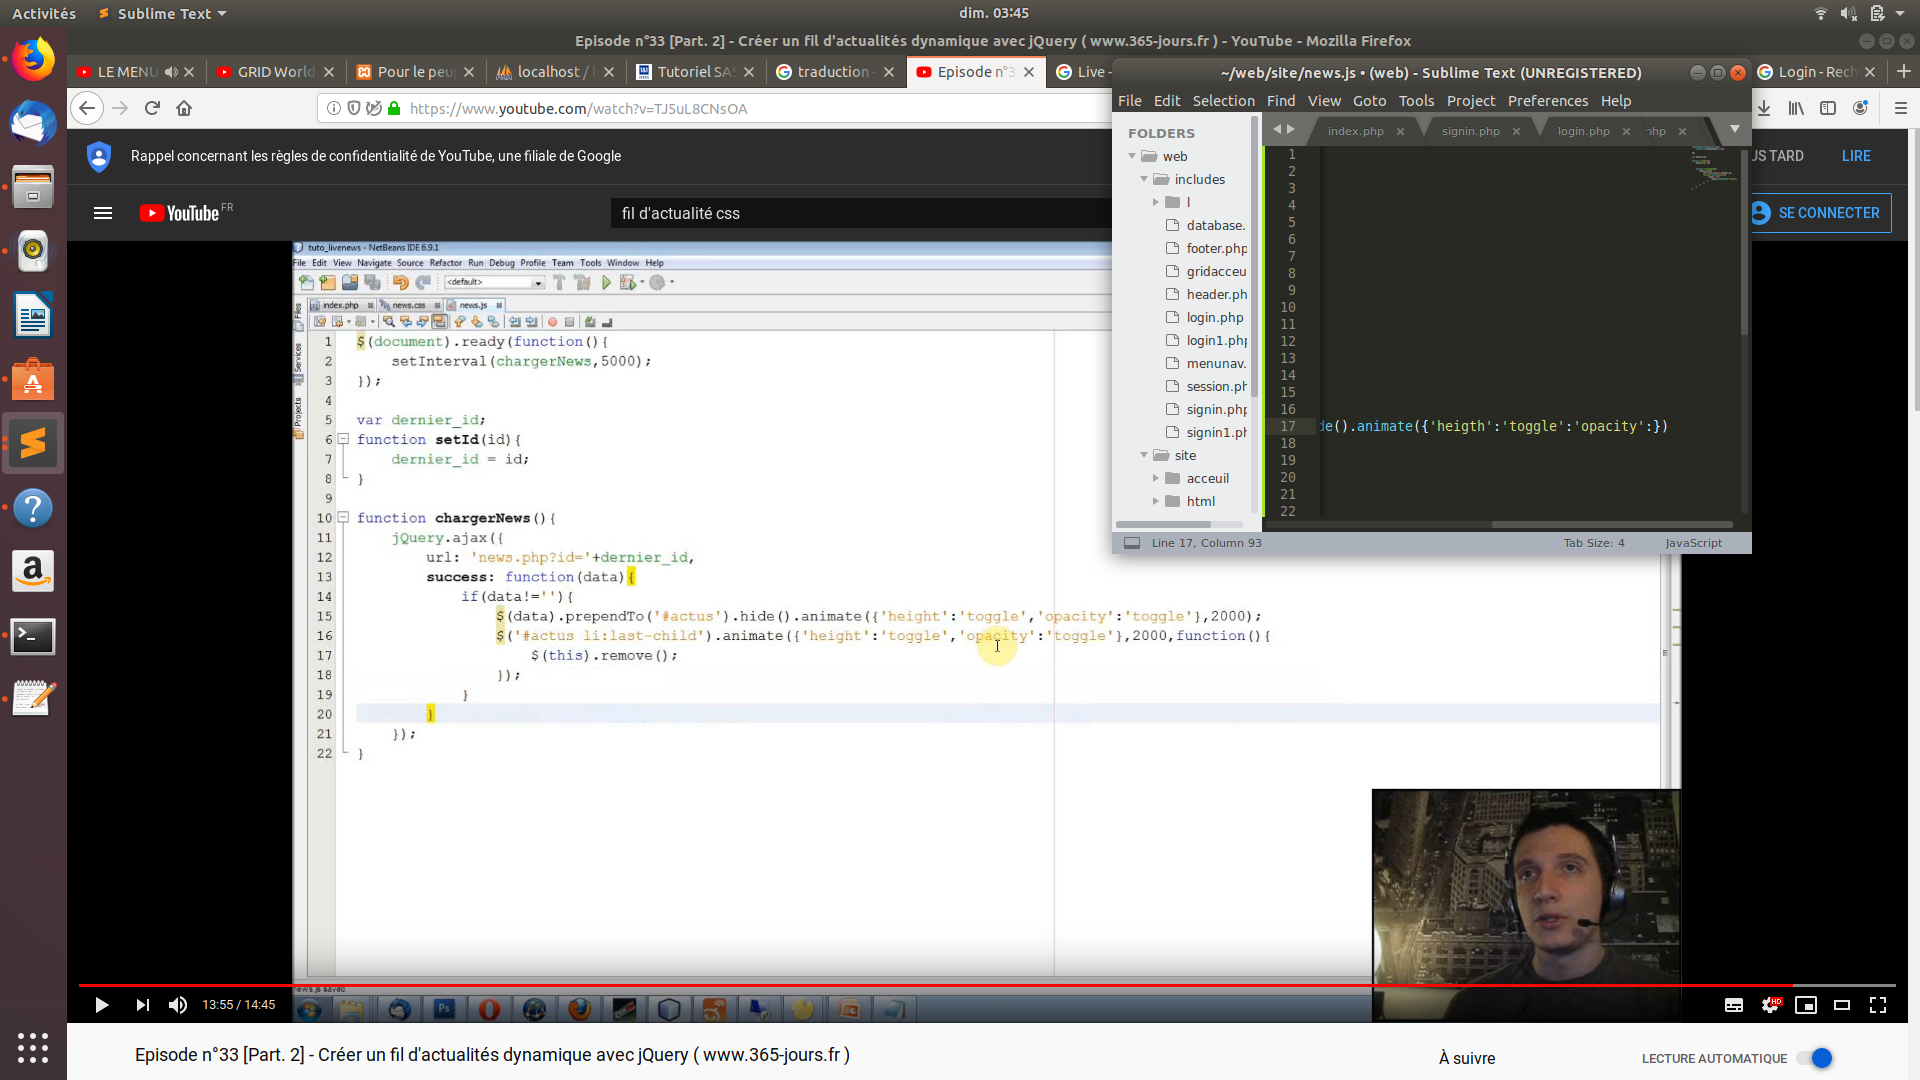 Activités
Sublime Text
dim. 03:45
Episode n°33 [Part. 2] - Créer un fil d'actualités dynamique avec jQuery ( www.365-jours.fr ) - YouTube - Mozilla Firefox
LE MENU
GRID World
Pour le peu
localhost /
Tutoriel SAS
traduction -
Episode n°3
Live -
Login - Rech
https://www.youtube.com/watch?v=TJ5uL8CNsOA
Rappel concernant les règles de confidentialité de YouTube, une filiale de Google
US TARD
LIRE
YouTube FR
fil d'actualité css
SE CONNECTER
~/web/site/news.js • (web) - Sublime Text (UNREGISTERED)
File Edit Selection Find View Goto Tools Project Preferences Help
FOLDERS
web
includes
l
database.
footer.php
gridacceu
header.ph
login.php
login1.php
menunav.
session.ph
signin.php
signin1.ph
site
acceuil
html
index.php
signin.php
login.php
php
1
2
3
4
5
6
7
8
9
10
11
12
13
14
15
16
17 de().animate({'heigth':'toggle':'opacity':})
18
19
20
21
22
Line 17, Column 93
Tab Size: 4
JavaScript
tuto_livenews - NetBeans IDE 6.9.1
File Edit View Navigate Source Refactor Run Debug Profile Team Tools Window Help
<default>
index.php
news.css
news.js
Files
Services
Projects
1 $(document).ready(function(){
2 setInterval(chargerNews,5000);
3 });
4
5 var dernier_id;
6 function setId(id){
7 dernier_id = id;
8 }
9
10 function chargerNews(){
11 jQuery.ajax({
12 url: 'news.php?id='+dernier_id,
13 success: function(data){
14 if(data!=''){
15 $(data).prependTo('#actus').hide().animate({'height':'toggle','opacity':'toggle'},2000);
16 $('#actus li:last-child').animate({'height':'toggle','opacity':'toggle'},2000,function(){
17 $(this).remove();
18 });
19 }
20 }
21 });
22 }
news.js saved.
13:55 / 14:45
HD
Episode n°33 [Part. 2] - Créer un fil d'actualités dynamique avec jQuery ( www.365-jours.fr )
À suivre
LECTURE AUTOMATIQUE